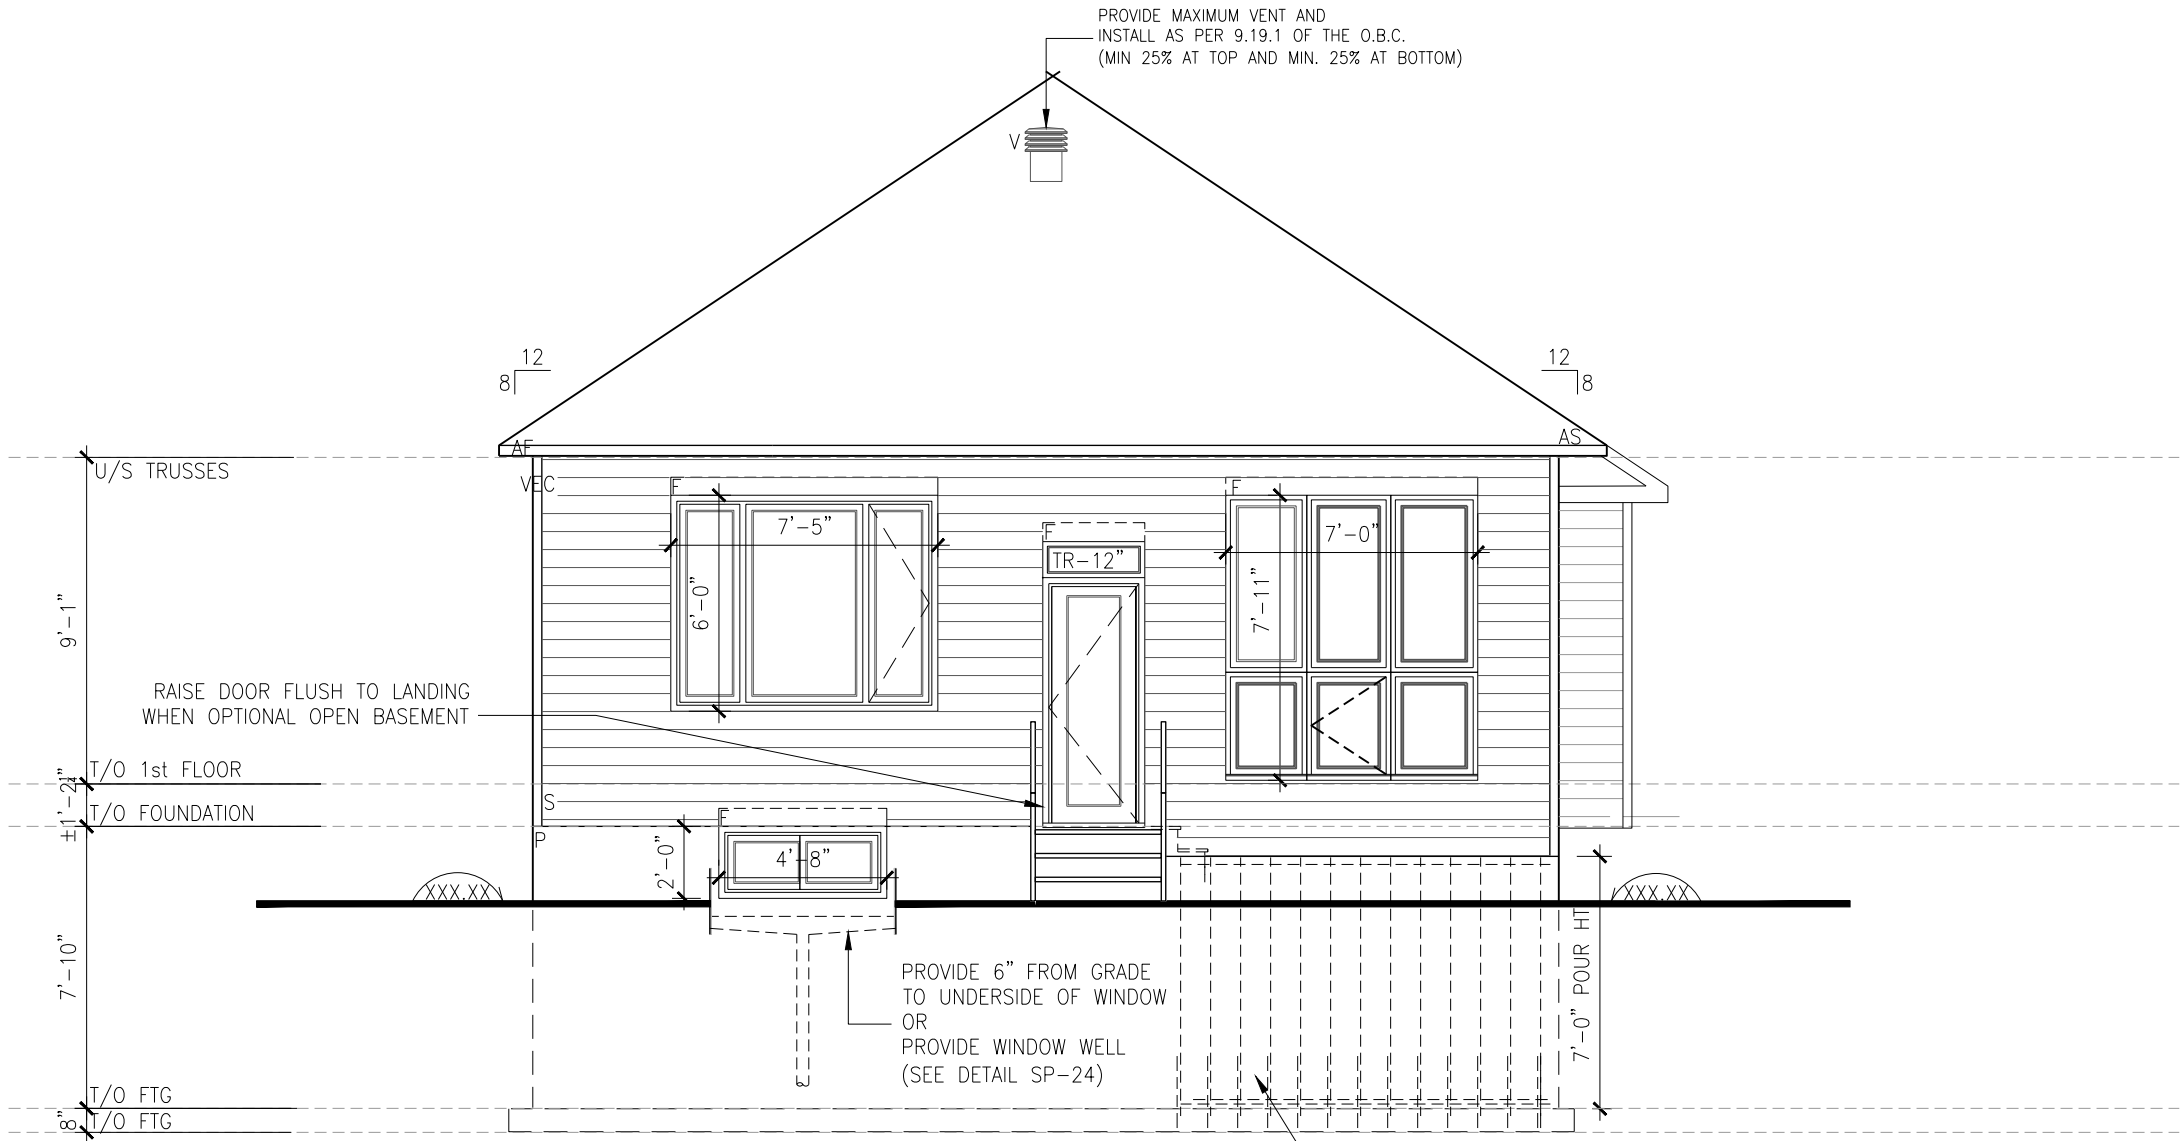 PROVIDE MAXIMUM VENT AND
INSTALL AS PER 9.19.1 OF THE O.B.C.
(MIN 25% AT TOP AND MIN. 25% AT BOTTOM)
V
12
8
12
8
AF
AS
U/S TRUSSES
VEC
F
F
7'-5"
7'-0"
F
TR-12"
6'-0"
7'-11"
9'-1"
RAISE DOOR FLUSH TO LANDING
WHEN OPTIONAL OPEN BASEMENT
T/O 1st FLOOR
±1'-2¼"
S
T/O FOUNDATION
F
P
2'-0"
4'-8"
XXX.XX
XXX.XX
7'-10"
7'-0" POUR HT
PROVIDE 6" FROM GRADE
TO UNDERSIDE OF WINDOW
OR
PROVIDE WINDOW WELL
(SEE DETAIL SP-24)
T/O FTG
8"
T/O FTG